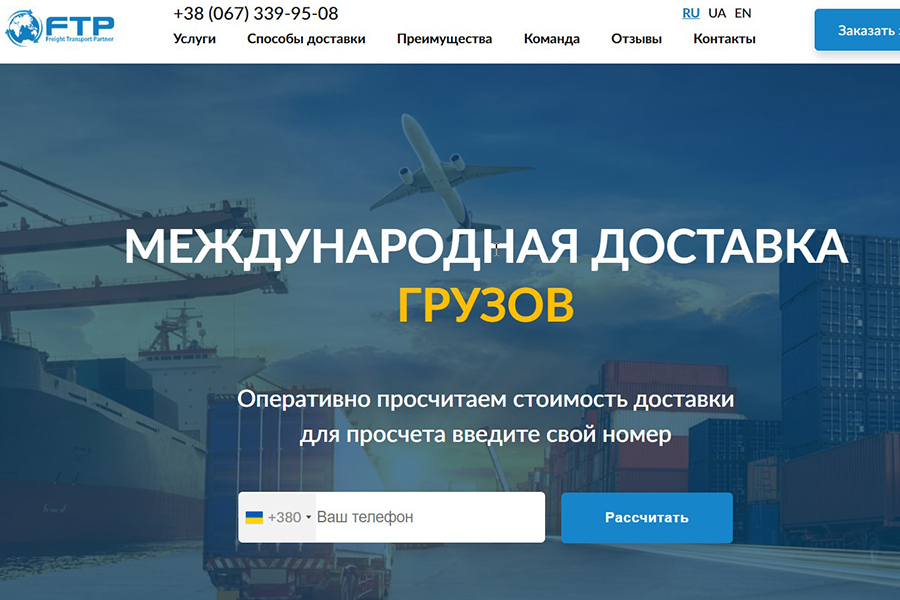 FTP
Freight Transport Partner
+38 (067) 339-95-08
RU UA EN
Услуги Способы доставки Преимущества Команда Отзывы Контакты
Заказать
МЕЖДУНАРОДНАЯ ДОСТАВКА
ГРУЗОВ
Оперативно просчитаем стоимость доставки
для просчета введите свой номер
+380 Ваш телефон
Рассчитать